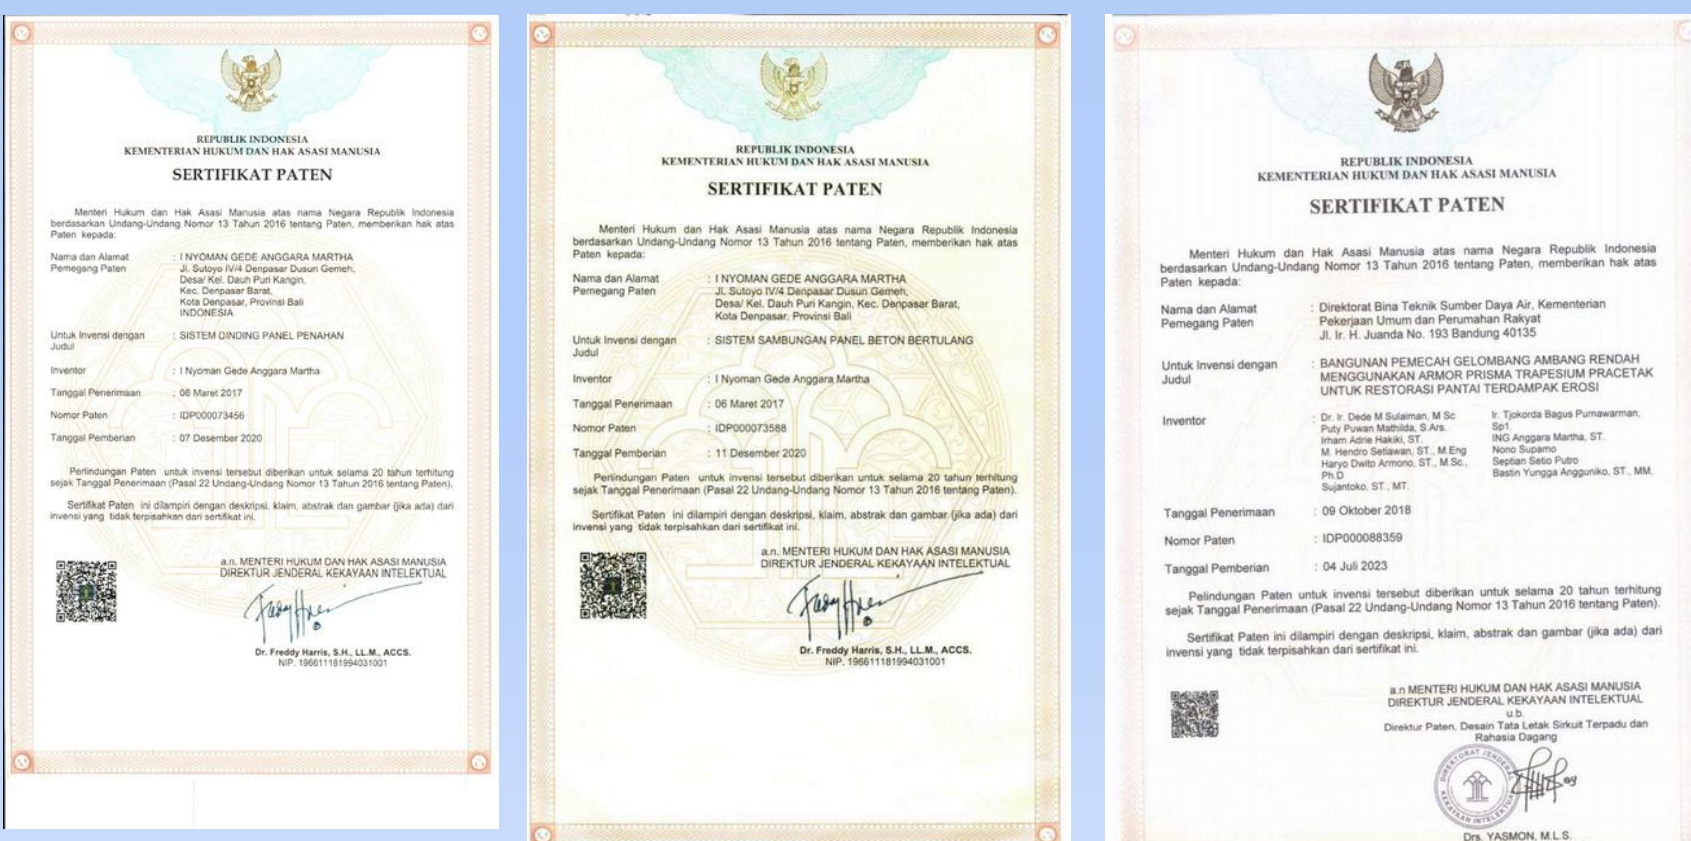 REPUBLIK INDONESIA
KEMENTERIAN HUKUM DAN HAK ASASI MANUSIA
SERTIFIKAT PATEN
Menteri Hukum dan Hak Asasi Manusia atas nama Negara Republik Indonesia
berdasarkan Undang-Undang Nomor 13 Tahun 2016 tentang Paten, memberikan hak atas
Paten kepada:
Nama dan Alamat : I NYOMAN GEDE ANGGARA MARTHA
Pemegang Paten Jl. Sutoyo IV/4 Denpasar Dusun Gemeh,
Desa/ Kel. Dauh Puri Kangin,
Kec. Denpasar Barat,
Kota Denpasar, Provinsi Bali
INDONESIA
Untuk Invensi dengan : SISTEM DINDING PANEL PENAHAN
Judul
Inventor : I Nyoman Gede Anggara Martha
Tanggal Penerimaan : 06 Maret 2017
Nomor Paten : IDP000073456
Tanggal Pemberian : 07 Desember 2020
Perlindungan Paten untuk invensi tersebut diberikan untuk selama 20 tahun terhitung
sejak Tanggal Penerimaan (Pasal 22 Undang-Undang Nomor 13 Tahun 2016 tentang Paten).
Sertifikat Paten ini dilampiri dengan deskripsi, klaim, abstrak dan gambar (jika ada) dari
invensi yang tidak terpisahkan dari sertifikat ini.
a.n. MENTERI HUKUM DAN HAK ASASI MANUSIA
DIREKTUR JENDERAL KEKAYAAN INTELEKTUAL
Dr. Freddy Harris, S.H., LL.M., ACCS.
NIP. 196611181994031001
REPUBLIK INDONESIA
KEMENTERIAN HUKUM DAN HAK ASASI MANUSIA
SERTIFIKAT PATEN
Menteri Hukum dan Hak Asasi Manusia atas nama Negara Republik Indonesia
berdasarkan Undang-Undang Nomor 13 Tahun 2016 tentang Paten, memberikan hak atas
Paten kepada:
Nama dan Alamat : I NYOMAN GEDE ANGGARA MARTHA
Pemegang Paten Jl. Sutoyo IV/4 Denpasar Dusun Gemeh,
Desa/ Kel. Dauh Puri Kangin, Kec. Denpasar Barat,
Kota Denpasar, Provinsi Bali
Untuk Invensi dengan : SISTEM SAMBUNGAN PANEL BETON BERTULANG
Judul
Inventor : I Nyoman Gede Anggara Martha
Tanggal Penerimaan : 06 Maret 2017
Nomor Paten : IDP000073588
Tanggal Pemberian : 11 Desember 2020
Perlindungan Paten untuk invensi tersebut diberikan untuk selama 20 tahun terhitung
sejak Tanggal Penerimaan (Pasal 22 Undang-Undang Nomor 13 Tahun 2016 tentang Paten).
Sertifikat Paten ini dilampiri dengan deskripsi, klaim, abstrak dan gambar (jika ada) dari
invensi yang tidak terpisahkan dari sertifikat ini.
a.n. MENTERI HUKUM DAN HAK ASASI MANUSIA
DIREKTUR JENDERAL KEKAYAAN INTELEKTUAL
Dr. Freddy Harris, S.H., LL.M., ACCS.
NIP. 196611181994031001
REPUBLIK INDONESIA
KEMENTERIAN HUKUM DAN HAK ASASI MANUSIA
SERTIFIKAT PATEN
Menteri Hukum dan Hak Asasi Manusia atas nama Negara Republik Indonesia
berdasarkan Undang-Undang Nomor 13 Tahun 2016 tentang Paten, memberikan hak atas
Paten kepada:
Nama dan Alamat : Direktorat Bina Teknik Sumber Daya Air, Kementerian
Pemegang Paten Pekerjaan Umum dan Perumahan Rakyat
Jl. Ir. H. Juanda No. 193 Bandung 40135
Untuk Invensi dengan : BANGUNAN PEMECAH GELOMBANG AMBANG RENDAH
Judul MENGGUNAKAN ARMOR PRISMA TRAPESIUM PRACETAK
UNTUK RESTORASI PANTAI TERDAMPAK EROSI
Inventor : Dr. Ir. Dede M Sulaiman, M Sc
Puty Puwan Mathilda, S.Ars.
Irham Adrie Hakiki, ST.
M. Hendro Setiawan, ST., M.Eng
Haryo Dwito Armono, ST., M.Sc.,
Ph.D
Sujantoko, ST., MT.
Ir. Tjokorda Bagus Purnawarman,
Sp1.
ING Anggara Martha, ST.
Nono Suparno
Septian Setio Putro
Bastin Yungga Angguniko, ST., MM.
Tanggal Penerimaan : 09 Oktober 2018
Nomor Paten : IDP000088359
Tanggal Pemberian : 04 Juli 2023
Pelindungan Paten untuk invensi tersebut diberikan untuk selama 20 tahun terhitung
sejak Tanggal Penerimaan (Pasal 22 Undang-Undang Nomor 13 Tahun 2016 tentang Paten).
Sertifikat Paten ini dilampiri dengan deskripsi, klaim, abstrak dan gambar (jika ada) dari
invensi yang tidak terpisahkan dari sertifikat ini.
a.n MENTERI HUKUM DAN HAK ASASI MANUSIA
DIREKTUR JENDERAL KEKAYAAN INTELEKTUAL
u.b.
Direktur Paten, Desain Tata Letak Sirkuit Terpadu dan
Rahasia Dagang
DIREKTORAT JENDERAL
KEKAYAAN INTELEKTUAL
Drs. YASMON, M.L.S.